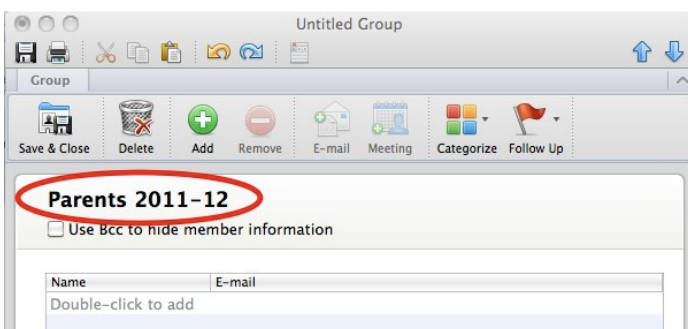 Untitled Group
Group
Save & Close Delete Add Remove E-mail Meeting Categorize Follow Up
Parents 2011-12
Use Bcc to hide member information
Name E-mail
Double-click to add